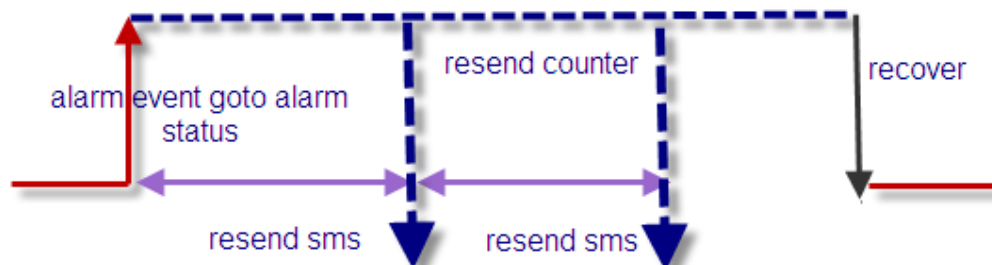 resend counter
recover
alarm event goto alarm
status
resend sms
resend sms